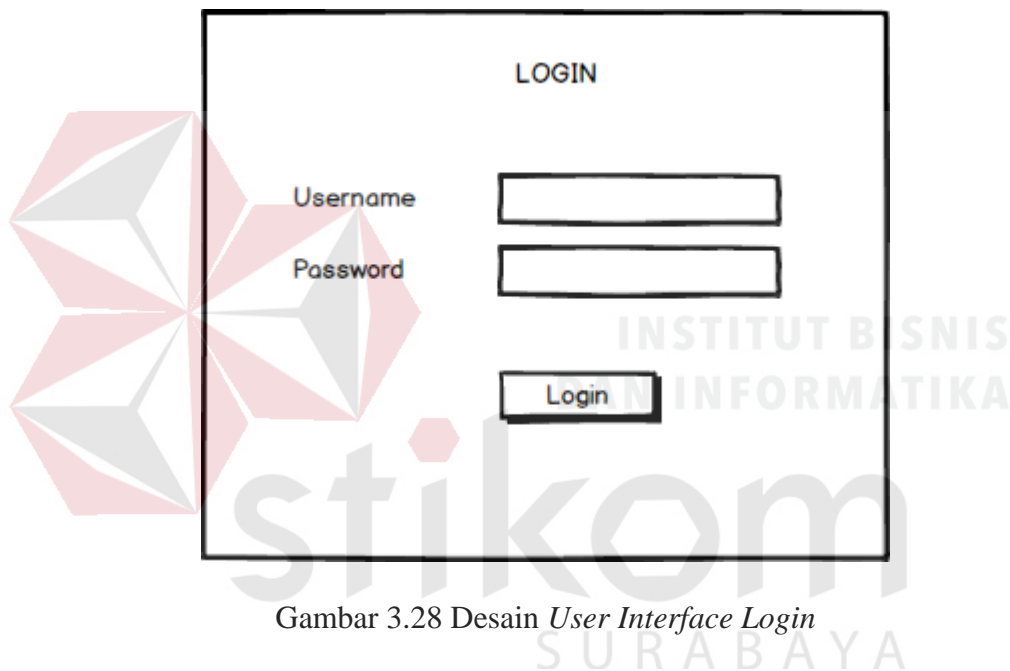 LOGIN
Username
Password
INSTITUT BISNIS
Login
DAN INFORMATIKA
stikom
Gambar 3.28 Desain User Interface Login
SURABAYA